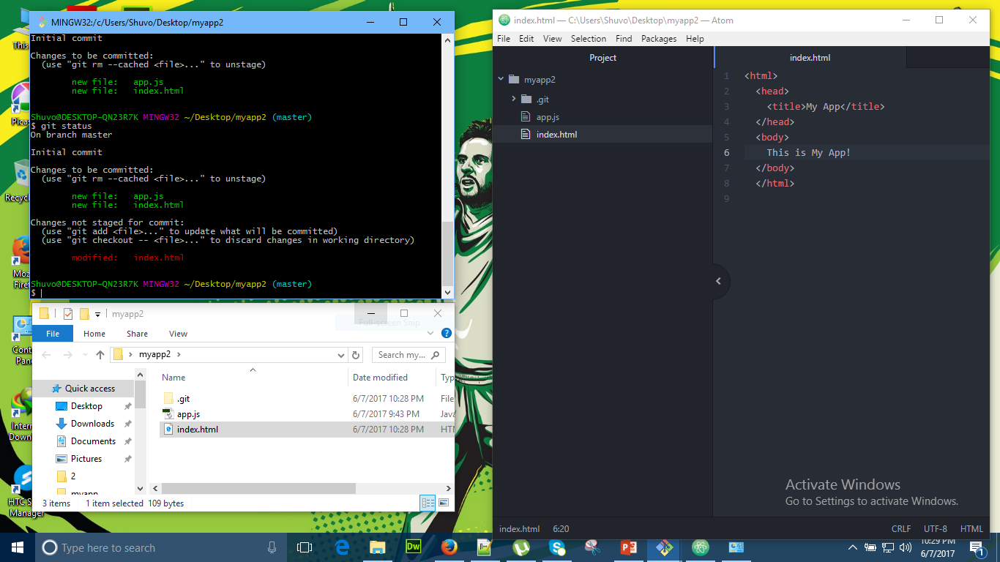 MINGW32:/c/Users/Shuvo/Desktop/myapp2
Initial commit
Changes to be committed:
(use "git rm --cached <file>..." to unstage)
new file: app.js
new file: index.html
Shuvo@DESKTOP-QN23R7K MINGW32 ~/Desktop/myapp2 (master)
$ git status
On branch master
Initial commit
Changes to be committed:
(use "git rm --cached <file>..." to unstage)
new file: app.js
new file: index.html
Changes not staged for commit:
(use "git add <file>..." to update what will be committed)
(use "git checkout -- <file>..." to discard changes in working directory)
modified: index.html
Shuvo@DESKTOP-QN23R7K MINGW32 ~/Desktop/myapp2 (master)
$
myapp2
Full-screen Snip
File Home Share View
myapp2
Search my...
Name Date modified Typ
.git 6/7/2017 10:28 PM File
app.js 6/7/2017 9:43 PM Java
index.html 6/7/2017 10:28 PM HTM
Quick access
Desktop
Downloads
Documents
Pictures
2
myapp
3 items 1 item selected 109 bytes
index.html — C:\Users\Shuvo\Desktop\myapp2 — Atom
File Edit View Selection Find Packages Help
Project
myapp2
.git
app.js
index.html
index.html
1 <html>
2 <head>
3 <title>My App</title>
4 </head>
5 <body>
6 This is My App!
7 </body>
8 </html>
9
Activate Windows
Go to Settings to activate Windows.
index.html 6:20 CRLF UTF-8 HTML
This
Picas
Recycl
Moz
Firef
Cont
Pan
Intern
Down
HTC S
Manager
Type here to search
Dw
10:29 PM
6/7/2017
1